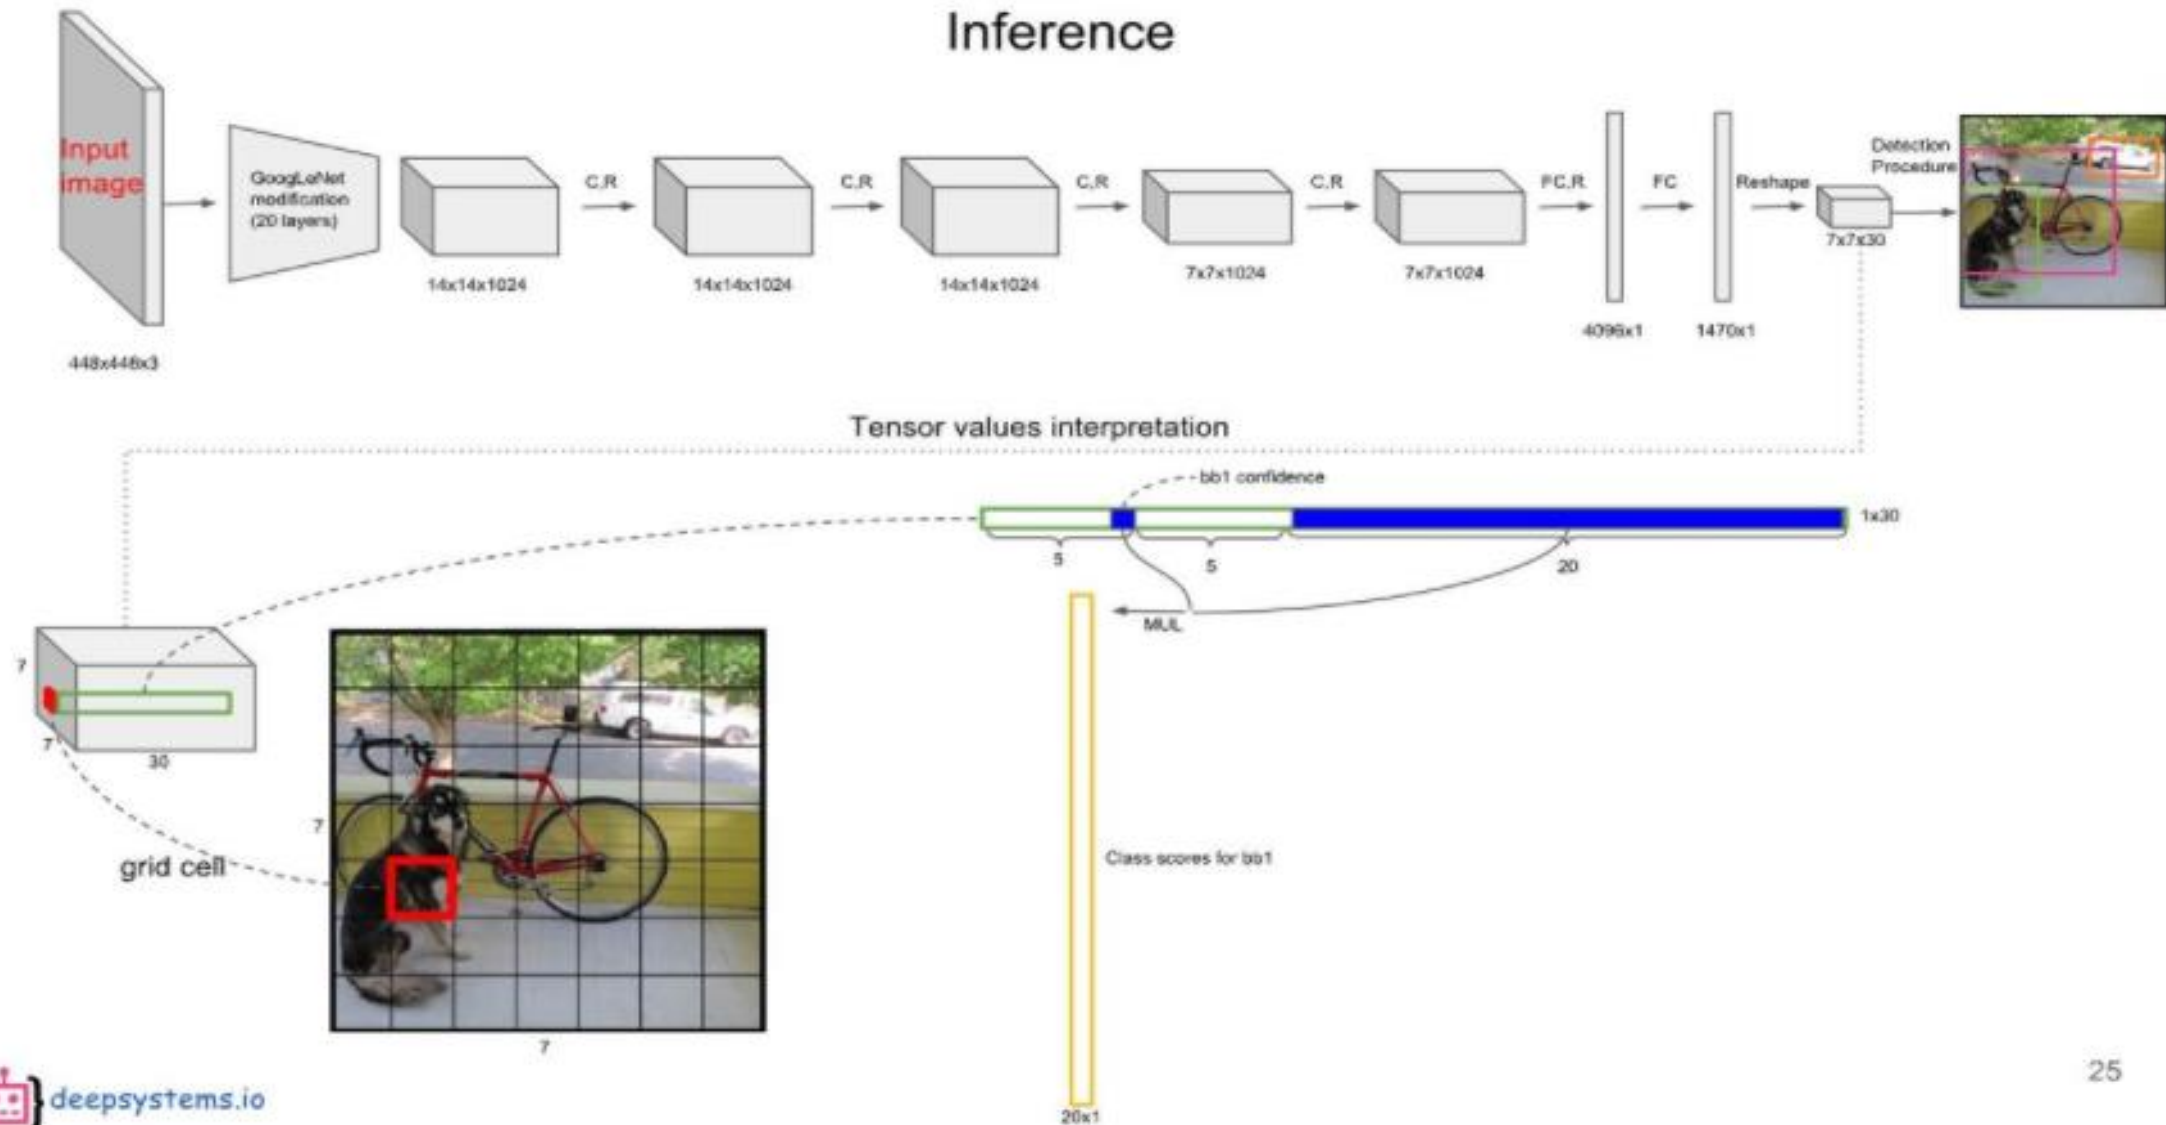 Inference
Input
image
448x448x3
GoogLeNet
modification
(20 layers)
14x14x1024
C,R
14x14x1024
C,R
14x14x1024
C,R
7x7x1024
C,R
7x7x1024
FC,R
4096x1
FC
1470x1
Reshape
7x7x30
Detection
Procedure
Tensor values interpretation
bb1 confidence
1x30
5
5
20
MUL
7
7
30
grid cell
7
7
Class scores for bb1
20x1
deepsystems.io
25